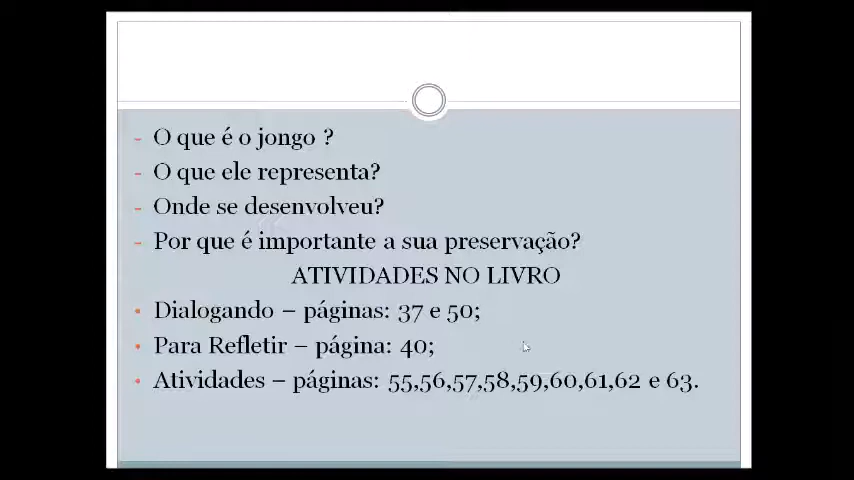 - O que é o jongo ?
- O que ele representa?
- Onde se desenvolveu?
- Por que é importante a sua preservação?
ATIVIDADES NO LIVRO
• Dialogando – páginas: 37 e 50;
• Para Refletir – página: 40;
• Atividades – páginas: 55,56,57,58,59,60,61,62 e 63.